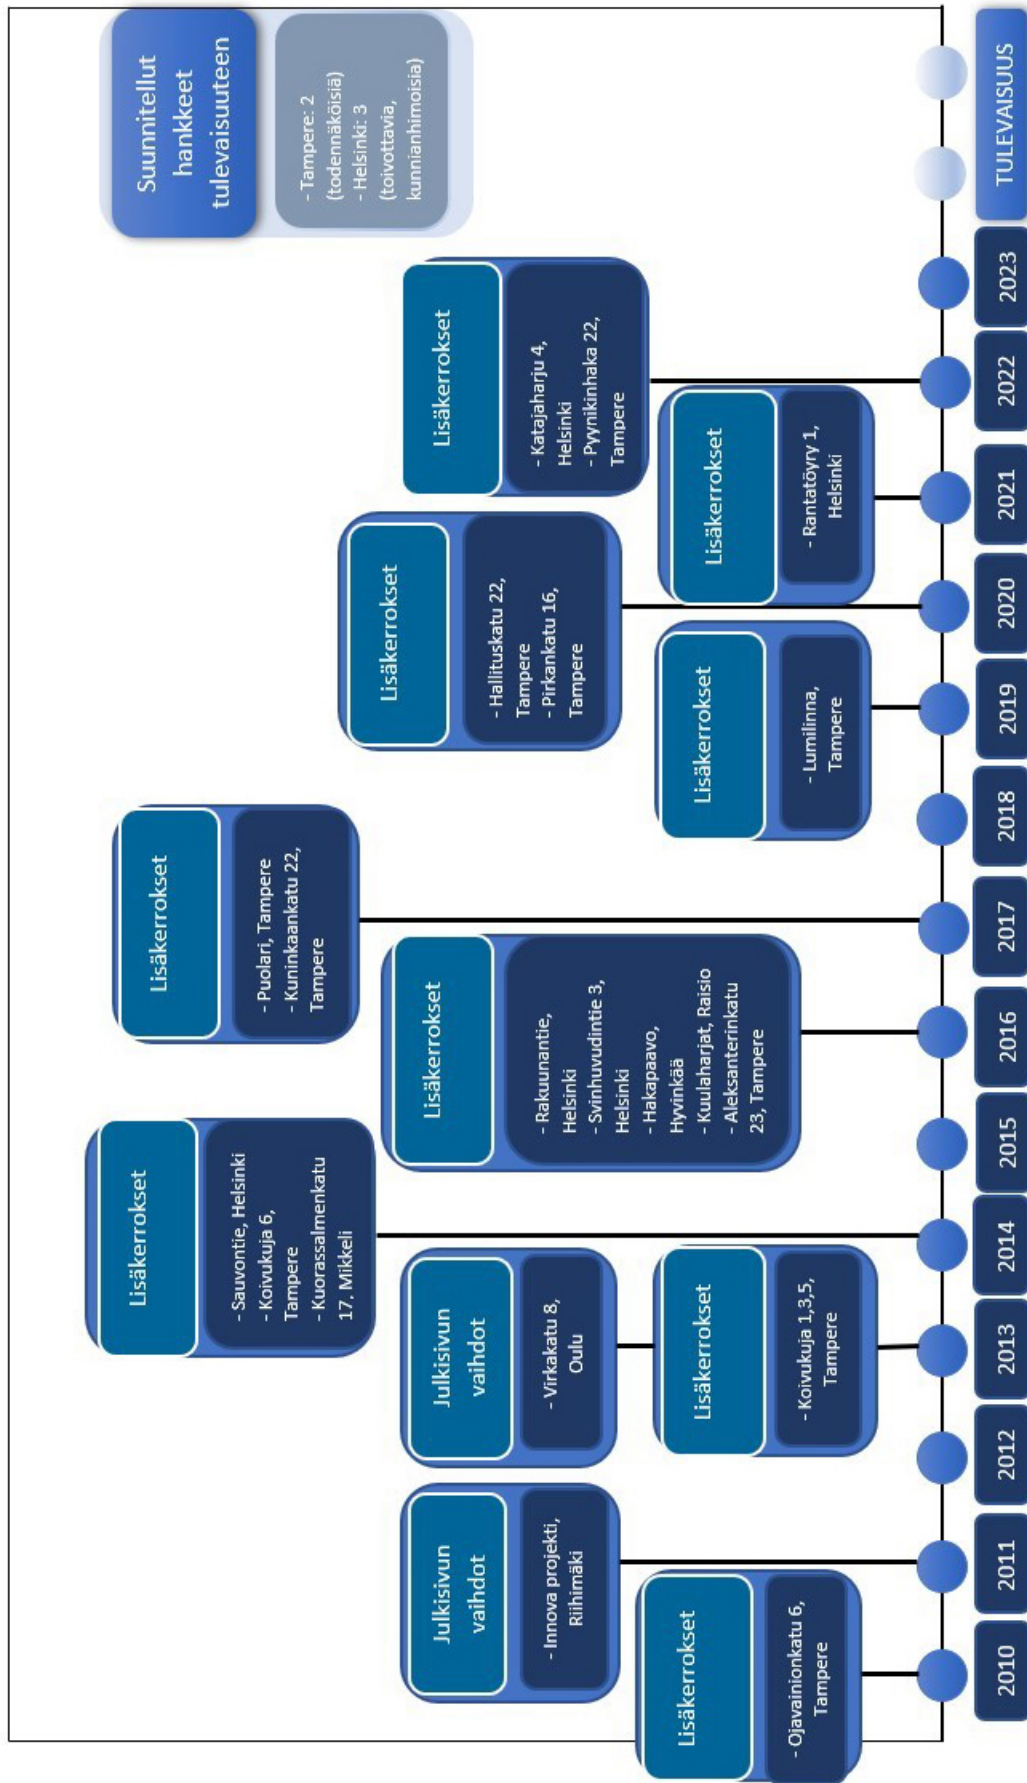 Lisäkerrokset
- Ojavainionkatu 6,
Tampere
Julkisivun
vaihdot
- Innova projekti,
Riihimäki
Julkisivun
vaihdot
- Virkakatu 8,
Oulu
Lisäkerrokset
- Koivukuja 1,3,5,
Tampere
Lisäkerrokset
- Sauvontie, Helsinki
- Koivukuja 6,
Tampere
- Kuorassalmenkatu
17. Mikkeli
Lisäkerrokset
- Rakuunantie,
Helsinki
- Svinhuvudintie 3,
Helsinki
- Hakapaavo,
Hyvinkää
- Kuulaharjat, Raisio
- Aleksanterinkatu
23, Tampere
Lisäkerrokset
- Puolari, Tampere
- Kuninkaankatu 22,
Tampere
Lisäkerrokset
- Lumilinna,
Tampere
Lisäkerrokset
- Hallituskatu 22,
Tampere
- Pirkankatu 16,
Tampere
Lisäkerrokset
- Rantatöyry 1,
Helsinki
Lisäkerrokset
- Katajaharju 4,
Helsinki
- Pyynikinhaka 22,
Tampere
Suunnitellut
hankkeet
tulevaisuuteen
- Tampere: 2
(todennäköisiä)
- Helsinki: 3
(toivottavia,
kunnianhimoisia)
2010
2011
2012
2013
2014
2015
2016
2017
2018
2019
2020
2021
2022
2023
TULEVAISUUS